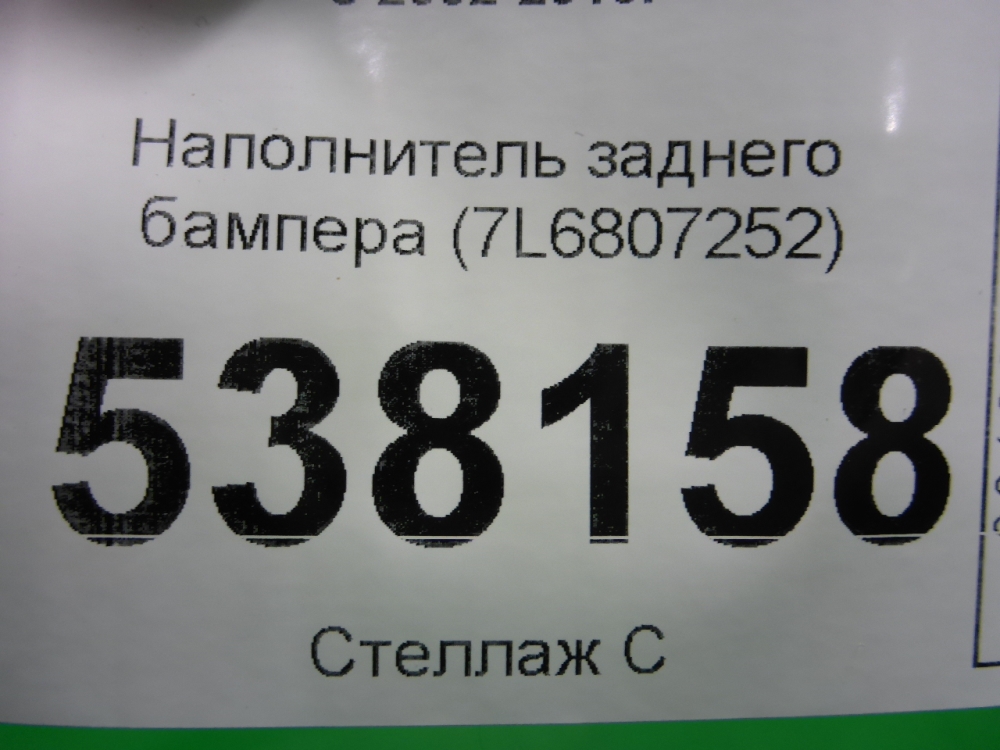 Наполнитель заднего
бампера (7L6807252)
538158
Стеллаж С